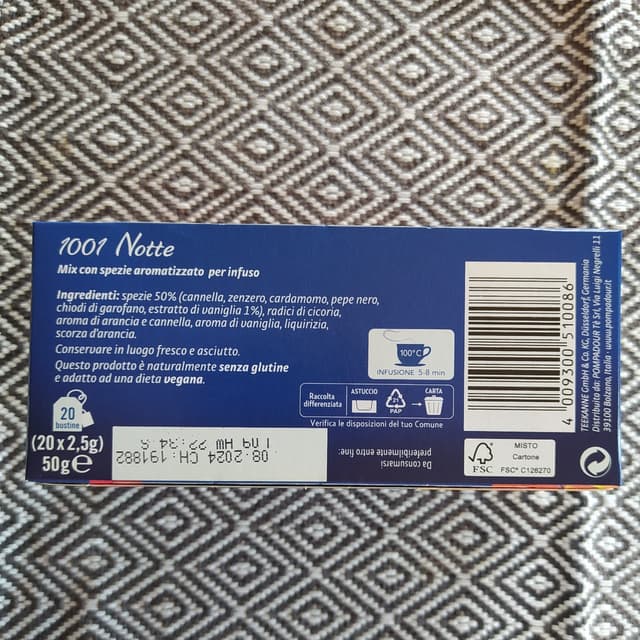 1001 Notte
Mix con spezie aromatizzato per infuso
Ingredienti: spezie 50% (cannella, zenzero, cardamomo, pepe nero,
chiodi di garofano, estratto di vaniglia 1%), radici di cicoria,
aroma di arancia e cannella, aroma di vaniglia, liquirizia,
scorza d'arancia.
Conservare in luogo fresco e asciutto.
Questo prodotto è naturalmente senza glutine
e adatto ad una dieta vegana.
20
bustine
(20 x 2,5g)
50g e
100°C
INFUSIONE 5-8 min
Raccolta
differenziata
ASTUCCIO
21
PAP
CARTA
Verifica le disposizioni del tuo Comune
Da consumarsi
preferibilmente entro fine:
08.2024 CH: 191882
22:34
4 009300 510086
TEEKANNE GmbH & Co. KG, Düsseldorf, Germania
Distribuito da: POMPADOUR Tè Srl, Via Luigi Negrelli 11
39100 Bolzano, Italia · www.pompadour.it
FSC
MISTO
Cartone
FSC® C126270